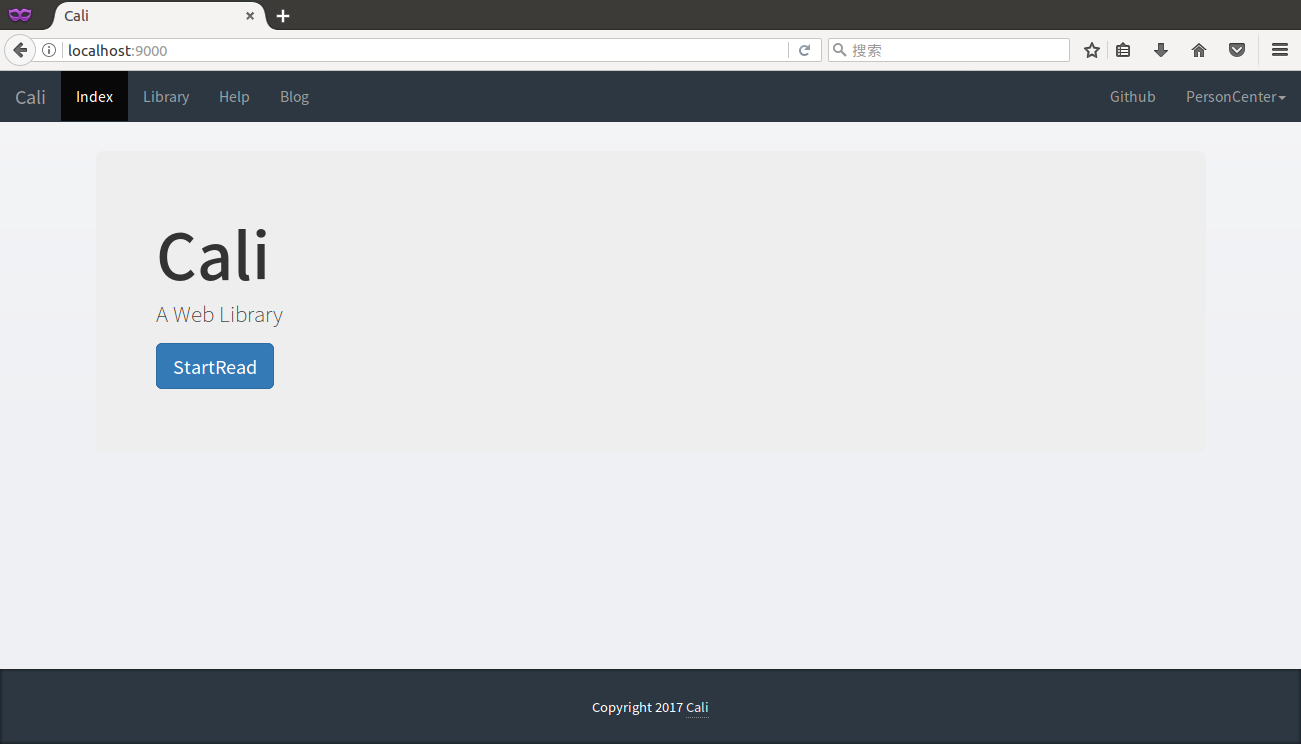 Cali
localhost:9000
搜索
Cali Index Library Help Blog Github PersonCenter
Cali
A Web Library
StartRead
Copyright 2017 Cali